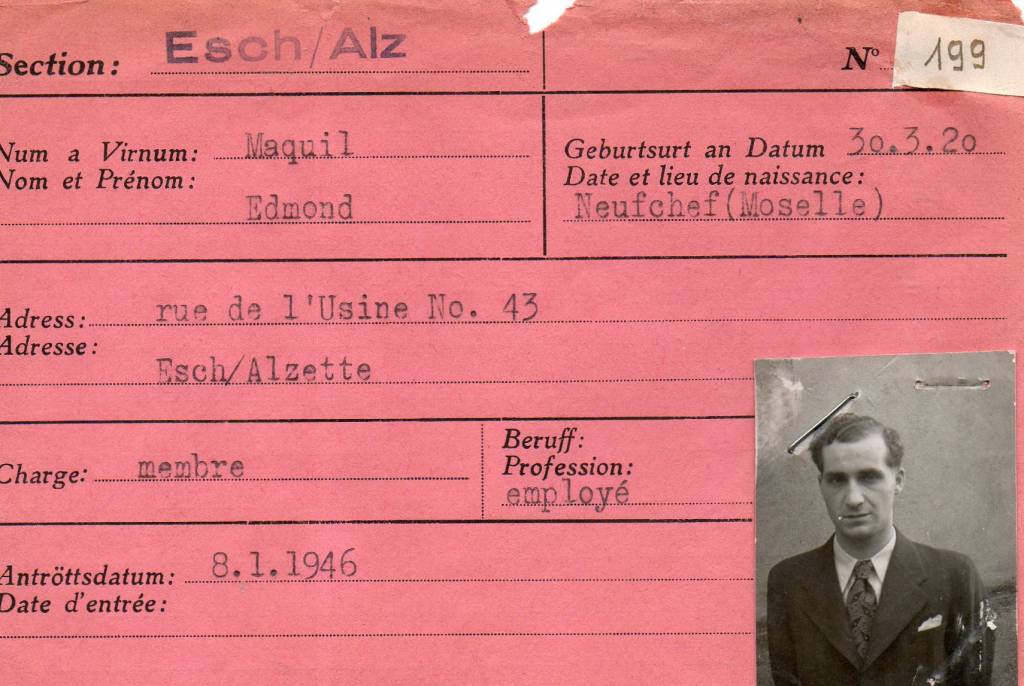 Section: Esch/Alz
N° 199
Num a Virnum: Maquil
Nom et Prénom:
Edmond
Geburtsurt an Datum 30.3.20
Date et lieu de naissance:
Neufchef(Moselle)
Adress: rue de l'Usine No. 43
Adresse:
Esch/Alzette
Charge: membre
Beruff:
Profession:
employé
Antröttsdatum: 8.1.1946
Date d'entrée: